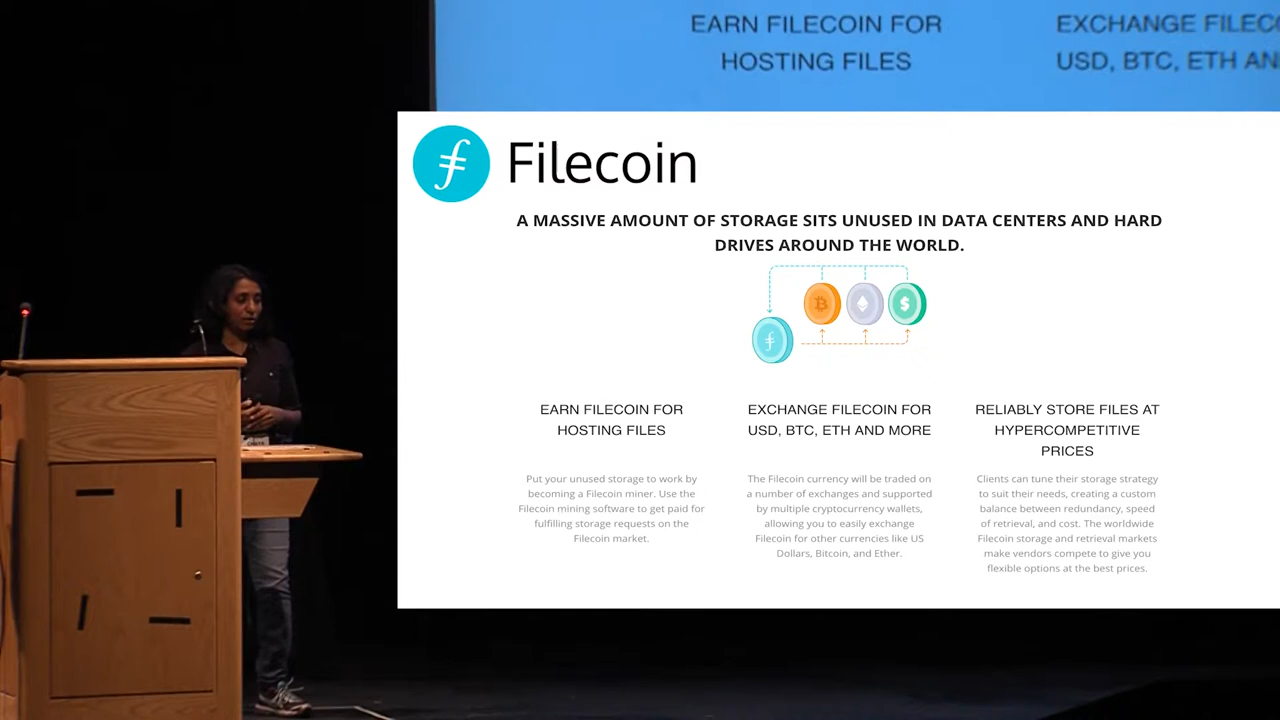 EARN FILECOIN FOR
HOSTING FILES
EXCHANGE FILEC
USD, BTC, ETH AN
Filecoin
A MASSIVE AMOUNT OF STORAGE SITS UNUSED IN DATA CENTERS AND HARD
DRIVES AROUND THE WORLD.
EARN FILECOIN FOR
HOSTING FILES
Put your unused storage to work by
becoming a Filecoin miner. Use the
Filecoin mining software to get paid for
fulfilling storage requests on the
Filecoin market.
EXCHANGE FILECOIN FOR
USD, BTC, ETH AND MORE
The Filecoin currency will be traded on
a number of exchanges and supported
by multiple cryptocurrency wallets,
allowing you to easily exchange
Filecoin for other currencies like US
Dollars, Bitcoin, and Ether.
RELIABLY STORE FILES AT
HYPERCOMPETITIVE
PRICES
Clients can tune their storage strategy
to suit their needs, creating a custom
balance between redundancy, speed
of retrieval, and cost. The worldwide
Filecoin storage and retrieval markets
make vendors compete to give you
flexible options at the best prices.